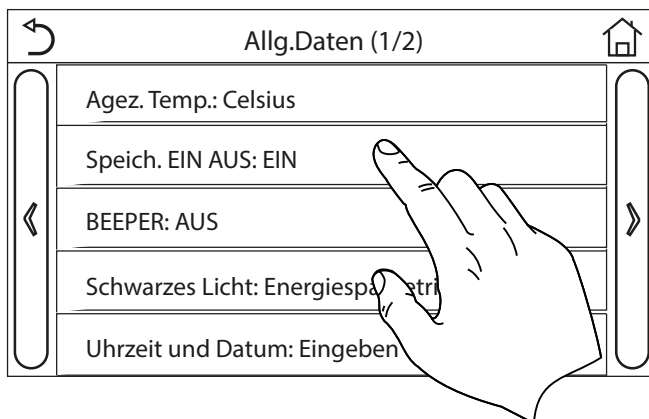 Allg.Daten (1/2)
Agez. Temp.: Celsius
Speich. EIN AUS: EIN
BEEPER: AUS
Schwarzes Licht:
Uhrzeit und Datum: Eingeben